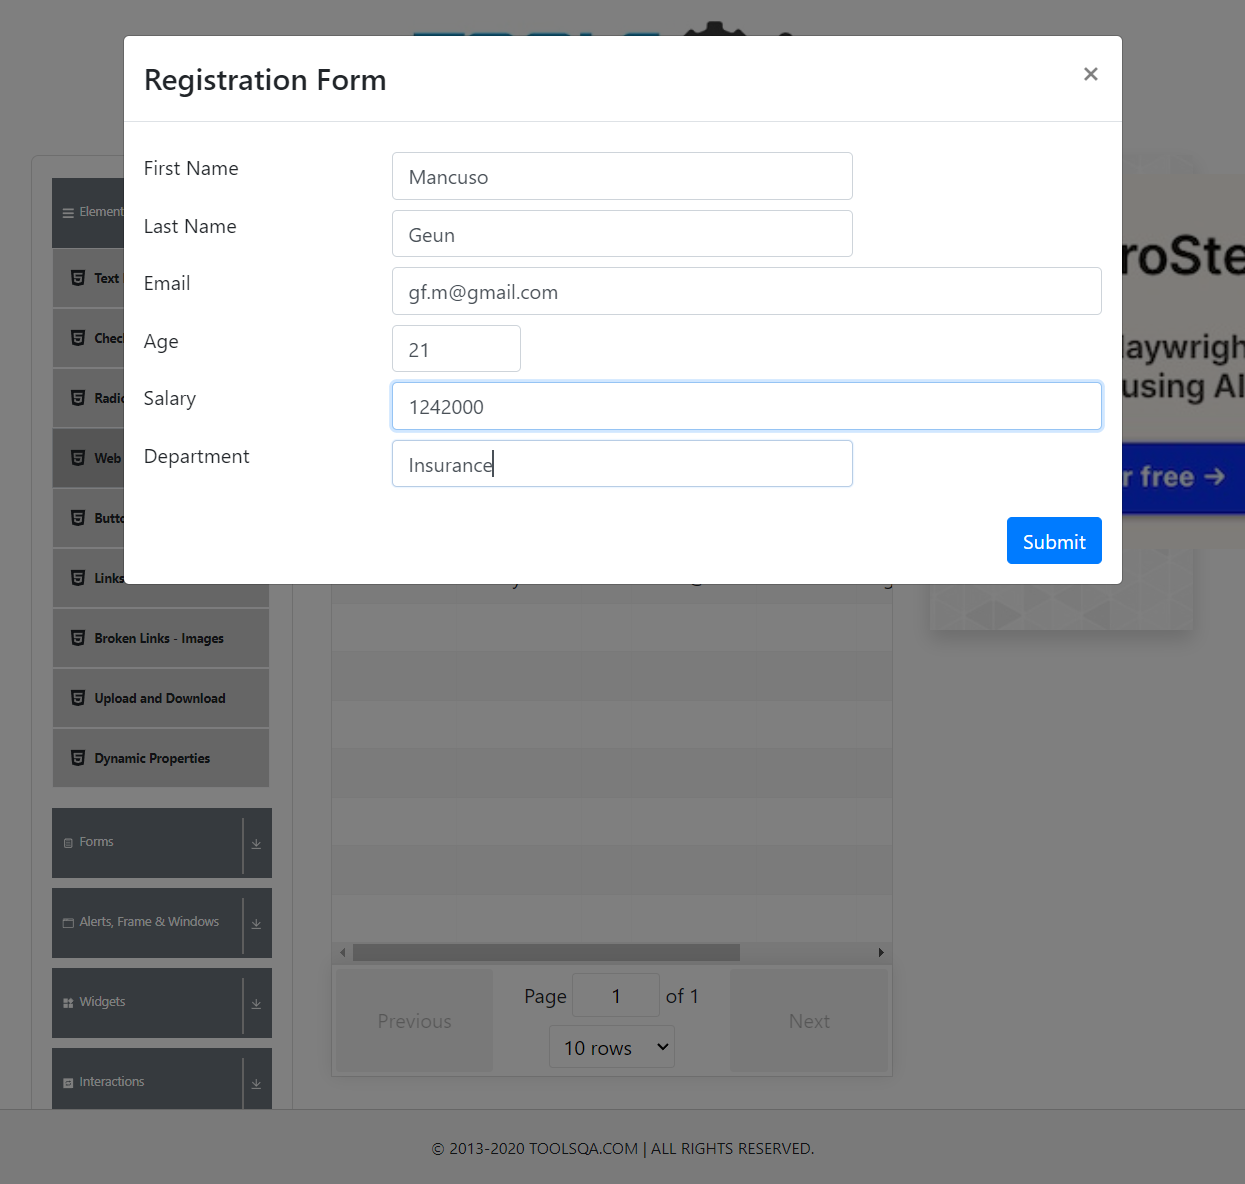 Registration Form
×
First Name
Mancuso
Last Name
Geun
Email
gf.m@gmail.com
Age
21
Salary
1242000
Department
Insurance
Submit
Element
Text
Chec
Radio
Web
Butto
Links
Broken Links - Images
Upload and Download
Dynamic Properties
Forms
Alerts, Frame & Windows
Widgets
Interactions
roSte
laywrigh
using AI
r free →
Previous
Page 1 of 1
10 rows
Next
© 2013-2020 TOOLSQA.COM | ALL RIGHTS RESERVED.